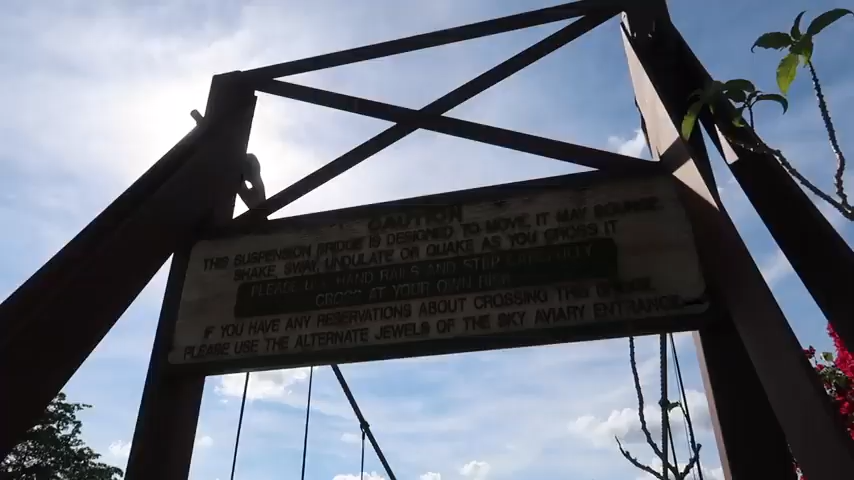 CAUTION
THIS SUSPENSION BRIDGE IS DESIGNED TO MOVE, IT MAY BOUNCE
SHAKE, SWAY, UNDULATE OR QUAKE AS YOU CROSS IT
PLEASE USE HAND RAILS AND STEP CAREFULLY
CROSS AT YOUR OWN RISK
IF YOU HAVE ANY RESERVATIONS ABOUT CROSSING THIS BRIDGE
PLEASE USE THE ALTERNATE JEWELS OF THE SKY AVIARY ENTRANCE